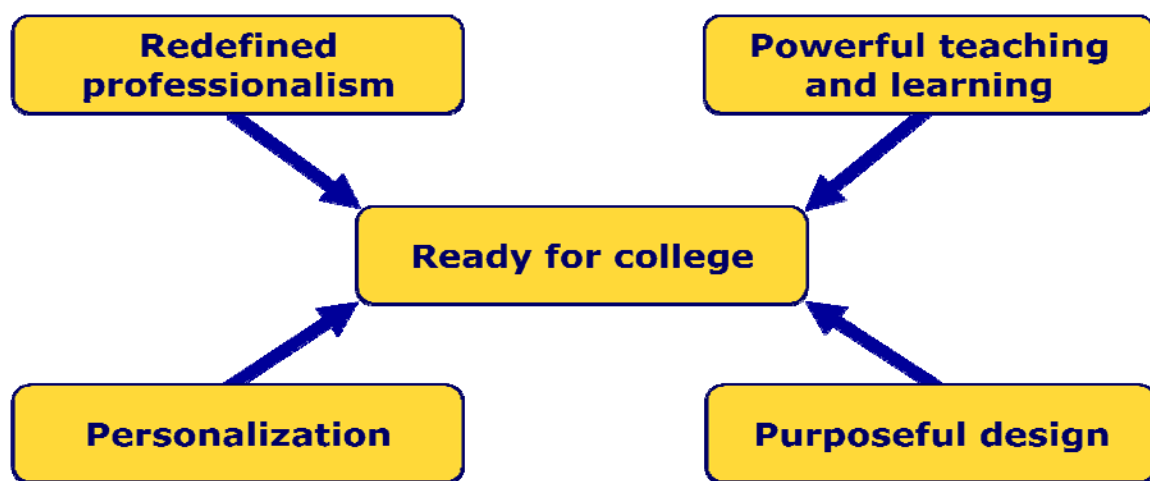 Redefined
professionalism
Powerful teaching
and learning
Ready for college
Personalization
Purposeful design